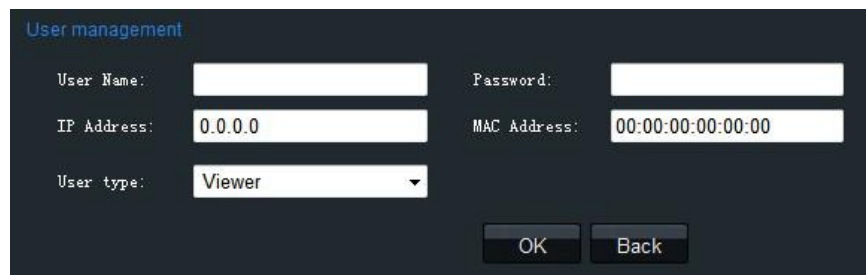 User management
User Name: Password:
IP Address: 0.0.0.0 MAC Address: 00:00:00:00:00:00
User type: Viewer
OK Back